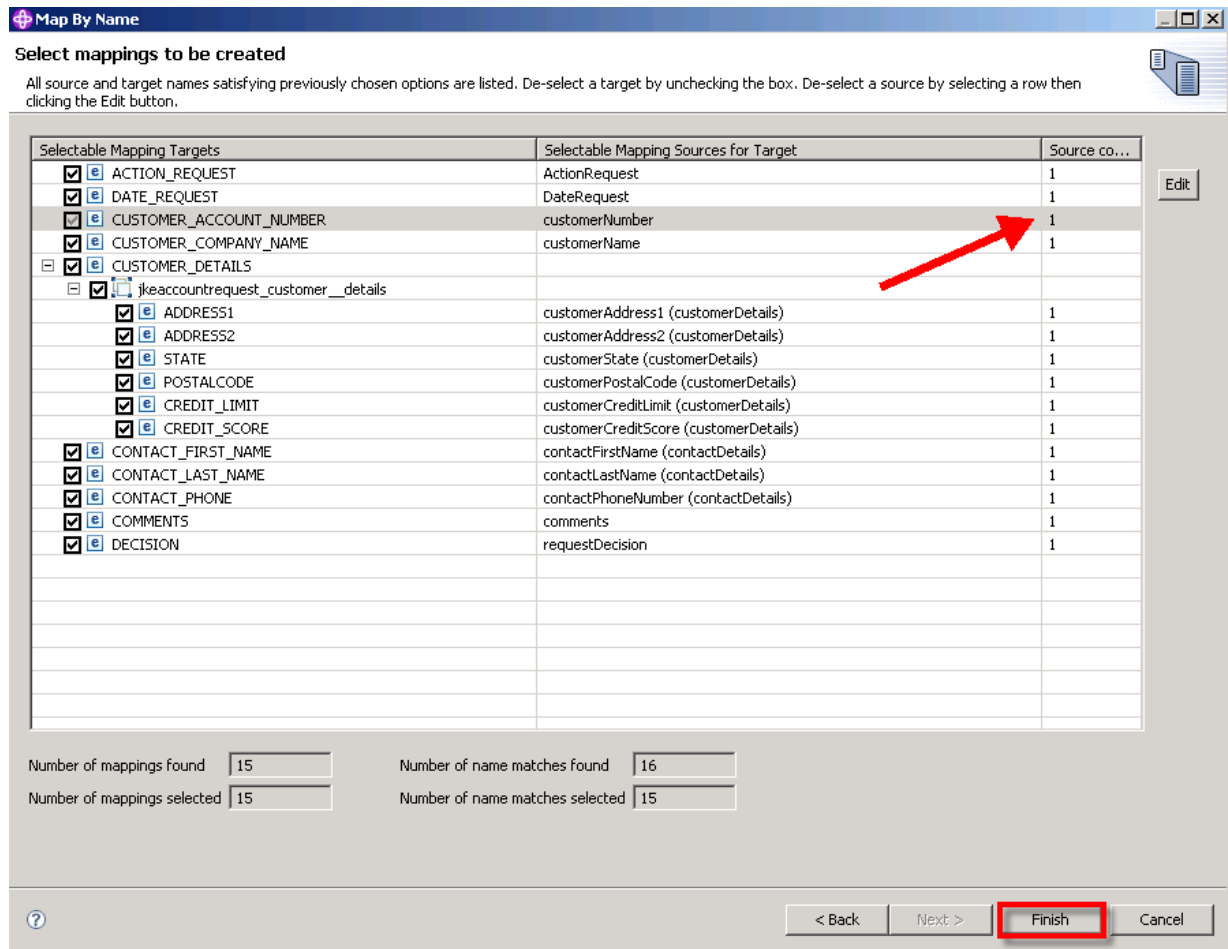 Map By Name
Select mappings to be created
All source and target names satisfying previously chosen options are listed. De-select a target by unchecking the box. De-select a source by selecting a row then
clicking the Edit button.
Selectable Mapping Targets Selectable Mapping Sources for Target Source co...
ACTION_REQUEST ActionRequest 1
Edit
DATE_REQUEST DateRequest 1
CUSTOMER_ACCOUNT_NUMBER customerNumber 1
CUSTOMER_COMPANY_NAME customerName 1
CUSTOMER_DETAILS
jkeaccountrequest_customer__details
ADDRESS1 customerAddress1 (customerDetails) 1
ADDRESS2 customerAddress2 (customerDetails) 1
STATE customerState (customerDetails) 1
POSTALCODE customerPostalCode (customerDetails) 1
CREDIT_LIMIT customerCreditLimit (customerDetails) 1
CREDIT_SCORE customerCreditScore (customerDetails) 1
CONTACT_FIRST_NAME contactFirstName (contactDetails) 1
CONTACT_LAST_NAME contactLastName (contactDetails) 1
CONTACT_PHONE contactPhoneNumber (contactDetails) 1
COMMENTS comments 1
DECISION requestDecision 1
Number of mappings found 15 Number of name matches found 16
Number of mappings selected 15 Number of name matches selected 15
? < Back Next > Finish Cancel